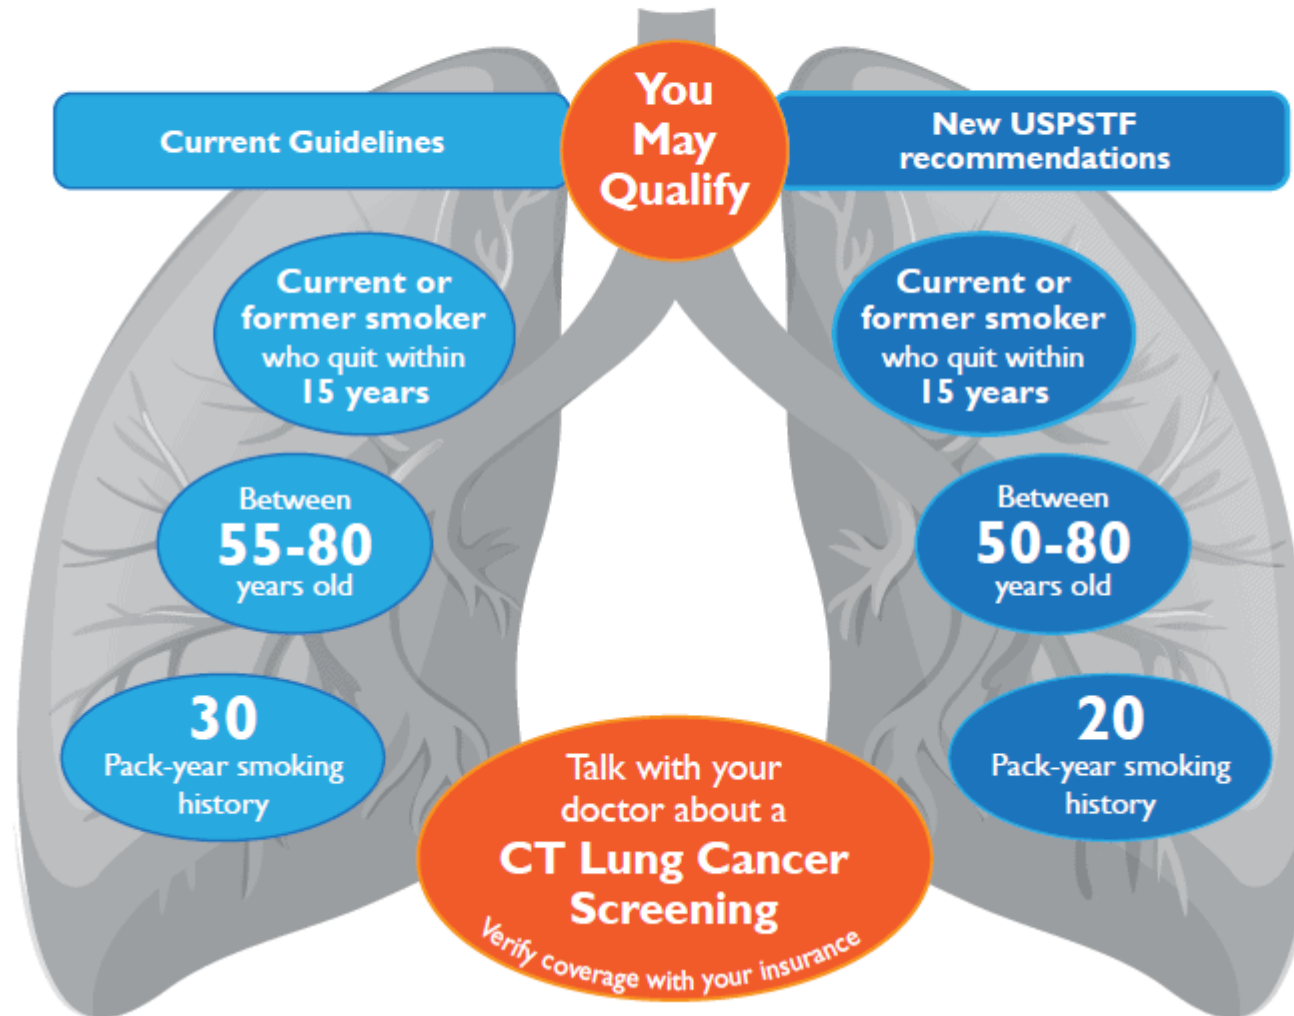 You
May
Qualify
Current Guidelines
Current or
former smoker
who quit within
15 years
Between
55-80
years old
30
Pack-year smoking
history
New USPSTF
recommendations
Current or
former smoker
who quit within
15 years
Between
50-80
years old
20
Pack-year smoking
history
Talk with your
doctor about a
CT Lung Cancer
Screening
Verify coverage with your insurance